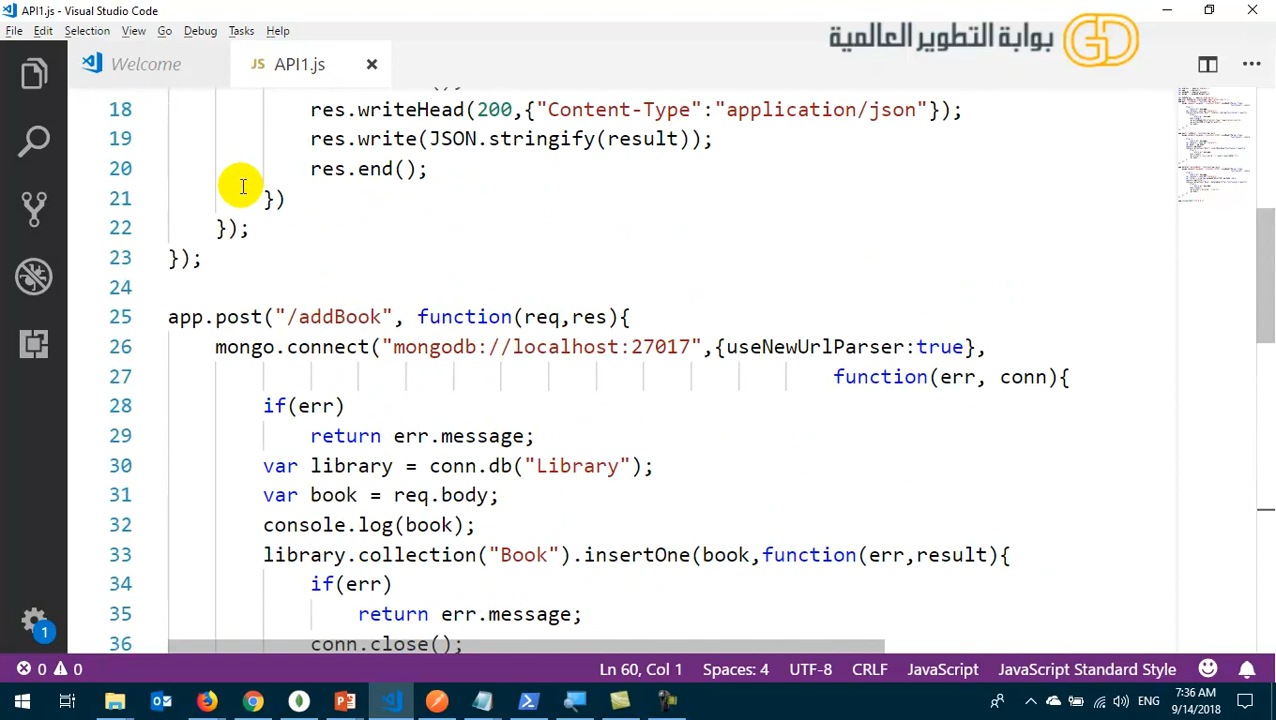 API1.js - Visual Studio Code
File Edit Selection View Go Debug Tasks Help
بوابة التطوير العالمية
GD
Welcome
JS API1.js
18 res.writeHead(200,{"Content-Type":"application/json"});
19 res.write(JSON.stringify(result));
20 res.end();
21 })
22 });
23 });
24
25 app.post("/addBook", function(req,res){
26 mongo.connect("mongodb://localhost:27017",{useNewUrlParser:true},
27 function(err, conn){
28 if(err)
29 return err.message;
30 var library = conn.db("Library");
31 var book = req.body;
32 console.log(book);
33 library.collection("Book").insertOne(book,function(err,result){
34 if(err)
35 return err.message;
36 conn.close();
1
0 0 Ln 60, Col 1 Spaces: 4 UTF-8 CRLF JavaScript JavaScript Standard Style
ENG
7:36 AM
9/14/2018